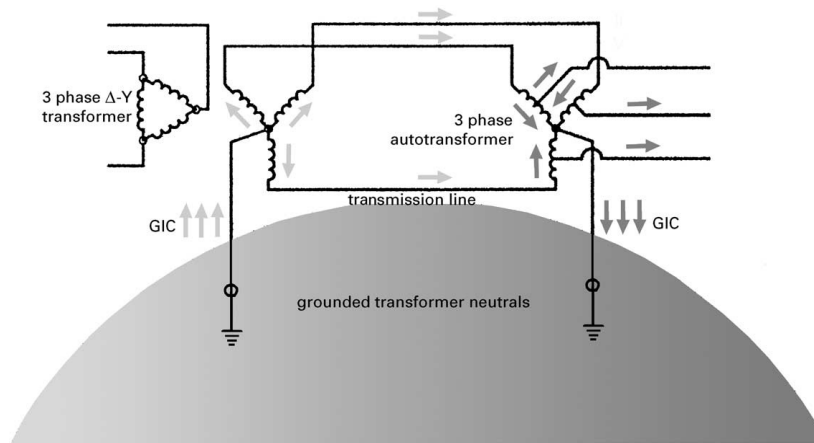 3 phase Δ-Y
transformer
3 phase
autotransformer
transmission line
GIC
GIC
grounded transformer neutrals